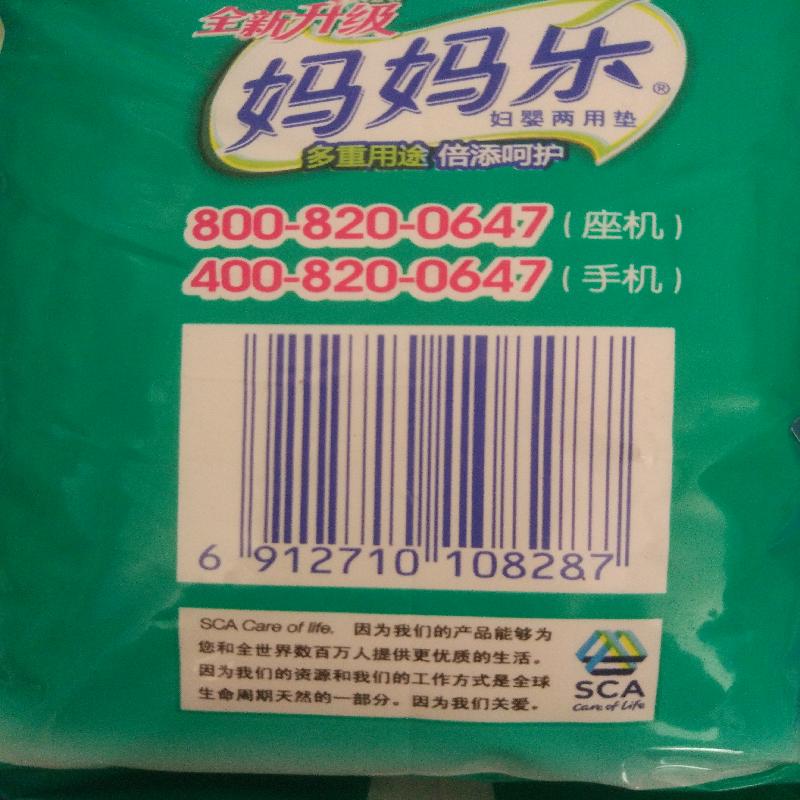 全新升级
妈妈乐®
妇婴两用垫
多重用途 倍添呵护
800-820-0647（座机）
400-820-0647（手机）
6 912710 108287
SCA Care of life. 因为我们的产品能够为
您和全世界数百万人提供更优质的生活。
因为我们的资源和我们的工作方式是全球
生命周期天然的一部分。因为我们关爱。
SCA
Care of Life